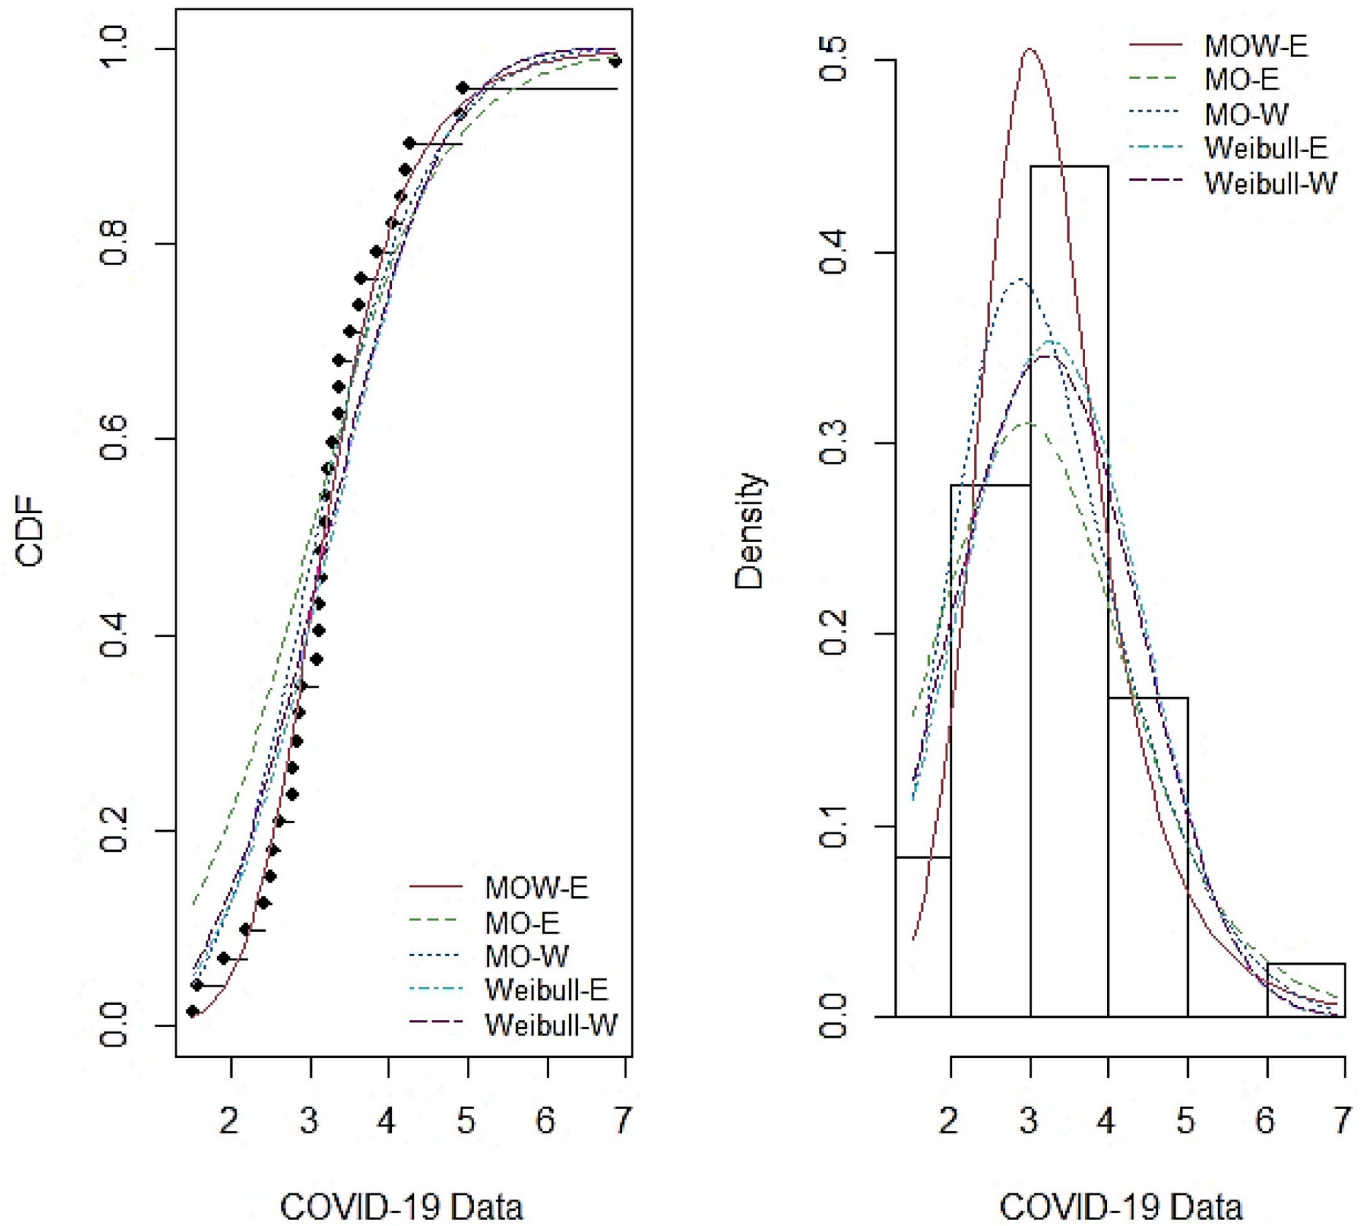 CDF
1.0
0.8
0.6
0.4
0.2
0.0
MOW-E
MO-E
MO-W
Weibull-E
Weibull-W
2 3 4 5 6 7
COVID-19 Data
Density
0.5
0.4
0.3
0.2
0.1
0.0
MOW-E
MO-E
MO-W
Weibull-E
Weibull-W
2 3 4 5 6 7
COVID-19 Data